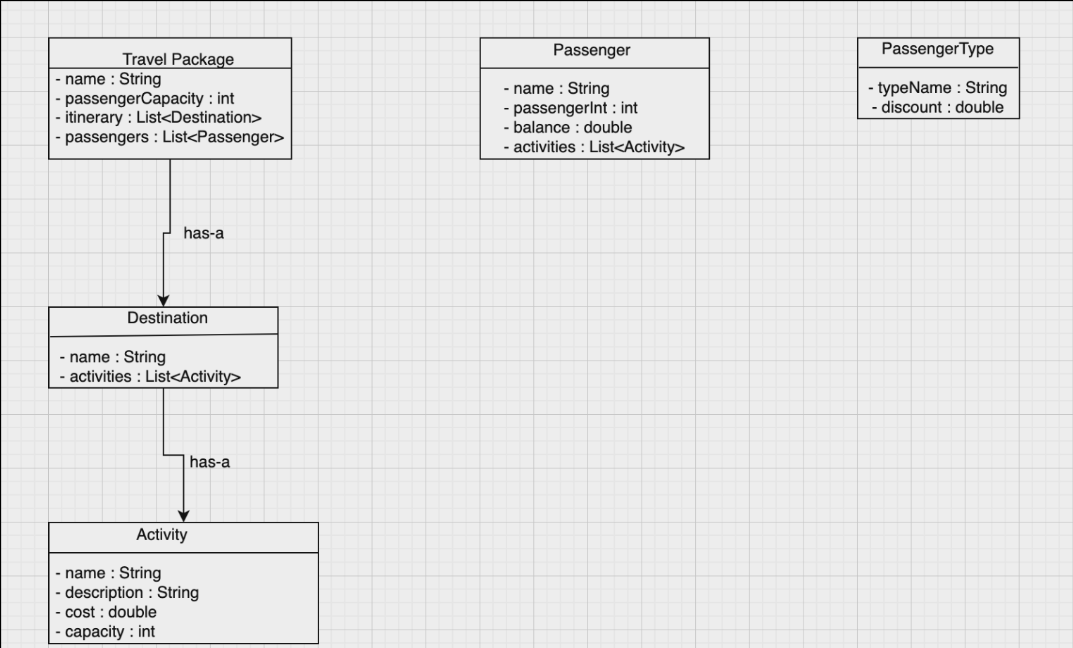 Travel Package
- name : String
- passengerCapacity : int
- itinerary : List<Destination>
- passengers : List<Passenger>
Passenger
- name : String
- passengerInt : int
- balance : double
- activities : List<Activity>
PassengerType
- typeName : String
- discount : double
has-a
Destination
- name : String
- activities : List<Activity>
has-a
Activity
- name : String
- description : String
- cost : double
- capacity : int